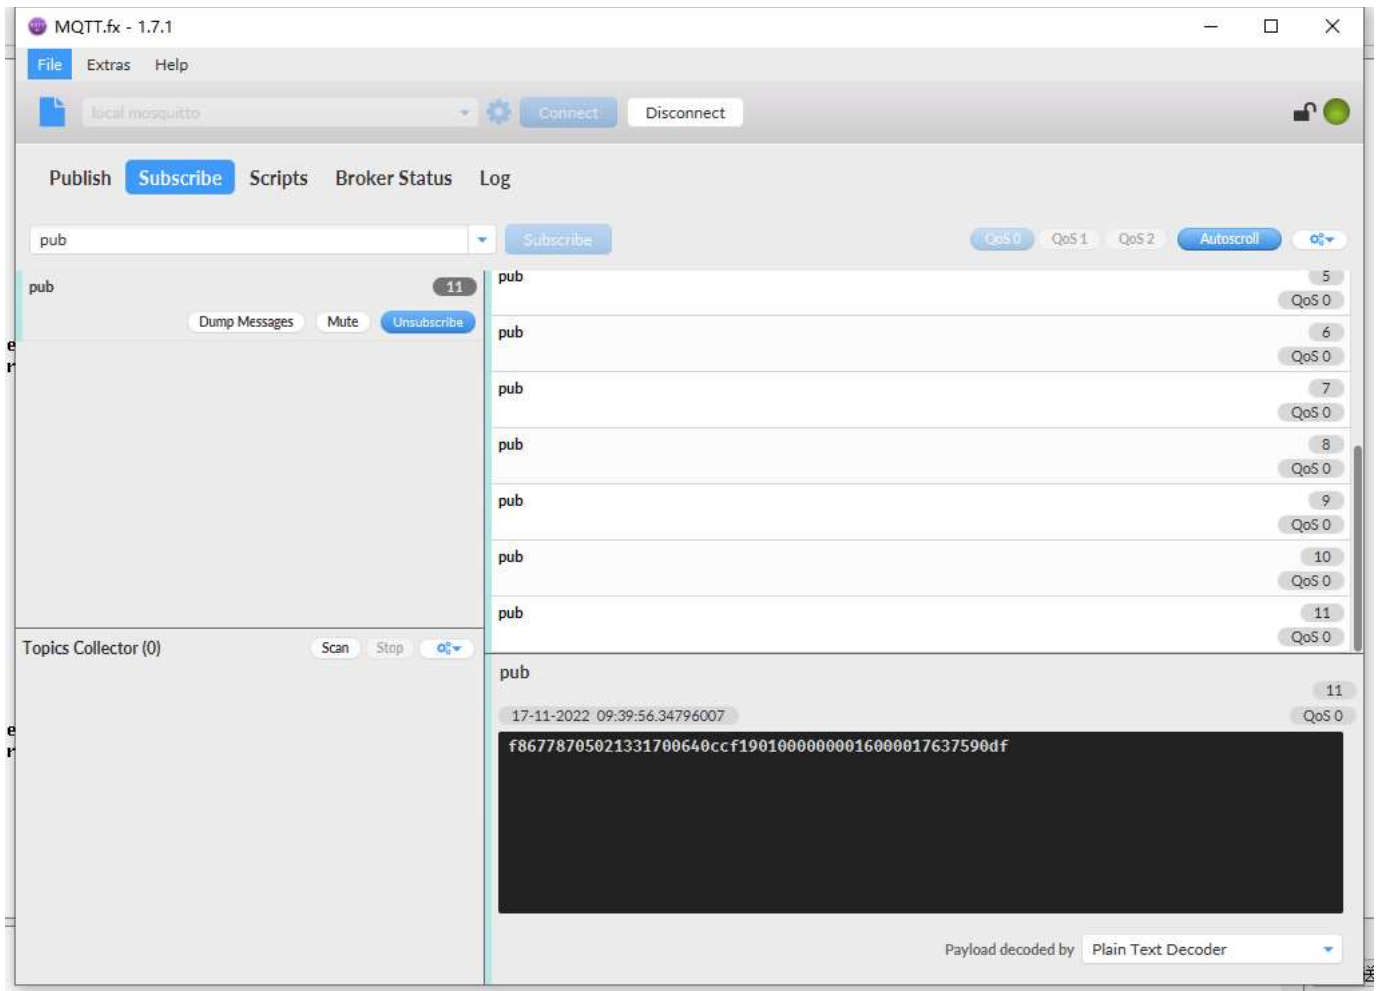 MQTT.fx - 1.7.1
File Extras Help
local mosquitto Connect Disconnect
Publish Subscribe Scripts Broker Status Log
pub Subscribe QoS 0 QoS 1 QoS 2 Autoscroll
pub 11
Dump Messages Mute Unsubscribe
pub 5
QoS 0
pub 6
QoS 0
pub 7
QoS 0
pub 8
QoS 0
pub 9
QoS 0
pub 10
QoS 0
pub 11
QoS 0
Topics Collector (0) Scan Stop
pub
11
17-11-2022 09:39:56.34796007 QoS 0
f86778705021331700640ccf19010000000016000017637590df
Payload decoded by Plain Text Decoder
e
r
e
r